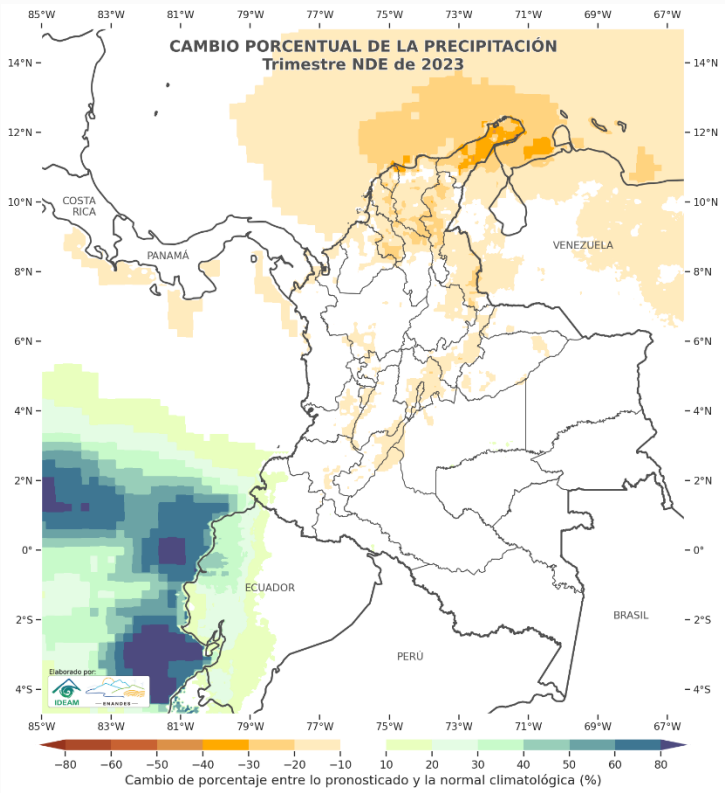 85°W 83°W 81°W 79°W 77°W 75°W 73°W 71°W 69°W 67°W
CAMBIO PORCENTUAL DE LA PRECIPITACIÓN
Trimestre NDE de 2023
14°N 14°N
12°N 12°N
10°N 10°N
COSTA
RICA
PANAMÁ
VENEZUELA
8°N 8°N
6°N 6°N
4°N 4°N
2°N 2°N
0° 0°
ECUADOR
2°S 2°S
BRASIL
PERÚ
Elaborado por:
IDEAM
ENANDES
4°S 4°S
85°W 83°W 81°W 79°W 77°W 75°W 73°W 71°W 69°W 67°W
−80 −60 −50 −40 −30 −20 −10 10 20 30 40 50 60 80
Cambio de porcentaje entre lo pronosticado y la normal climatológica (%)